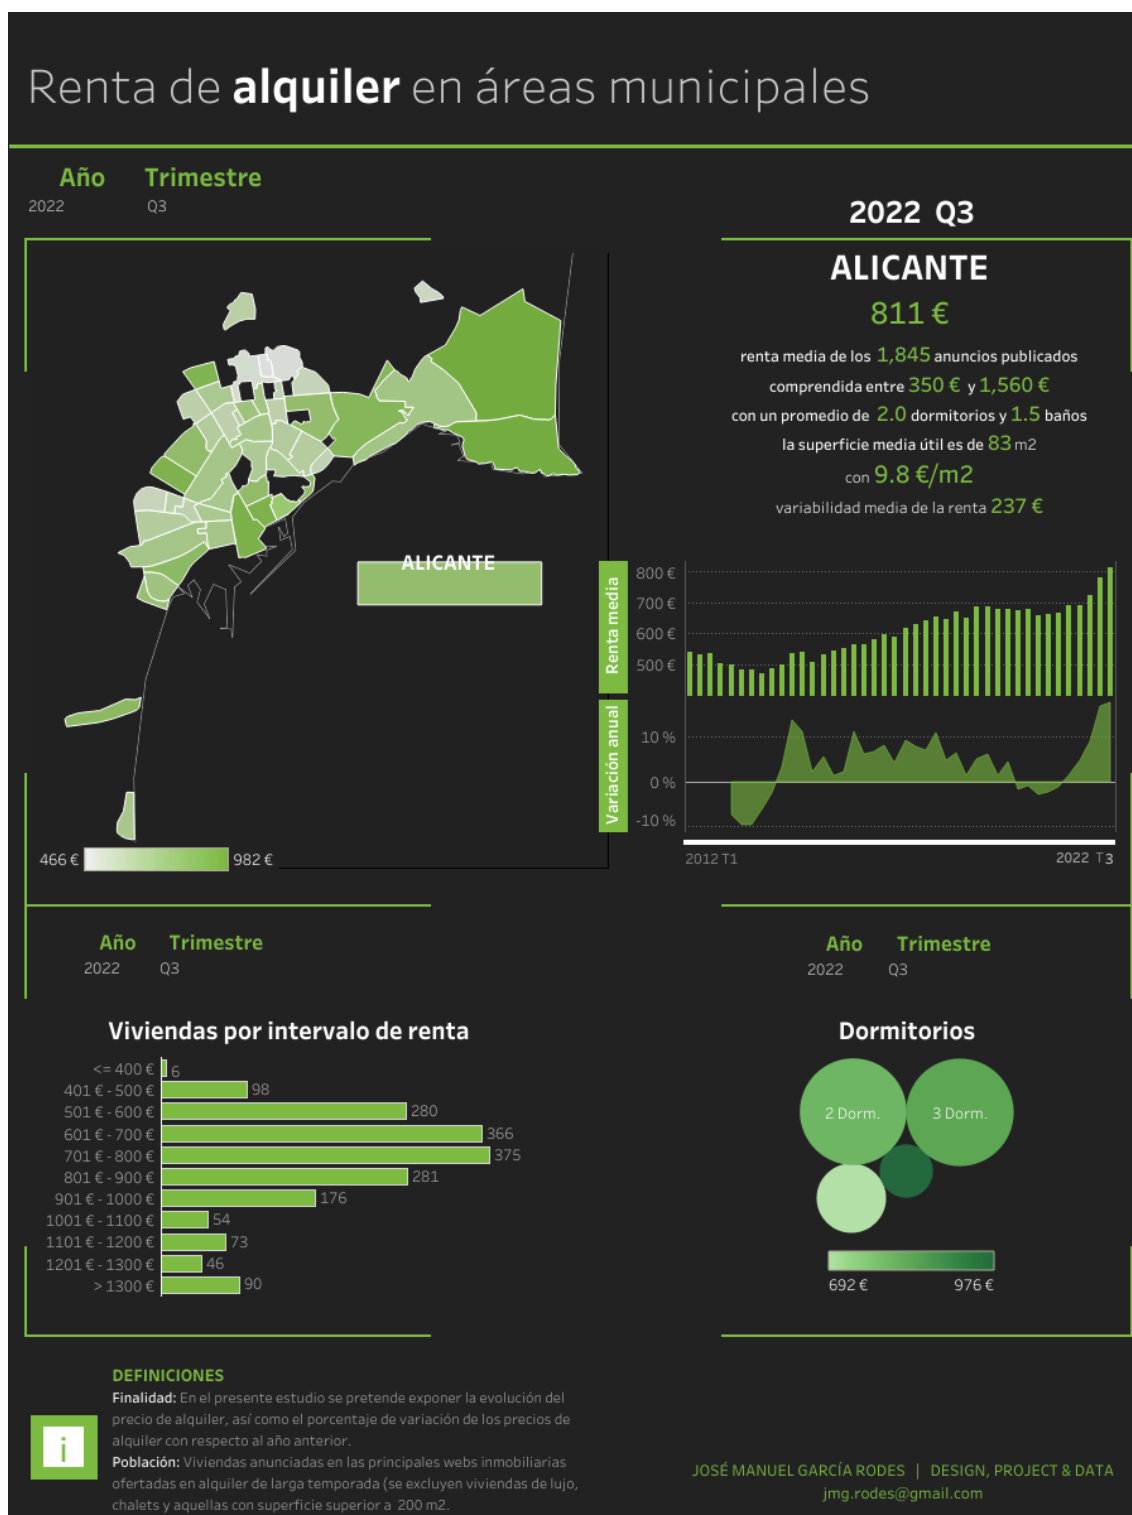 Renta de alquiler en áreas municipales
Año Trimestre
2022 Q3
2022 Q3
ALICANTE
811 €
renta media de los 1,845 anuncios publicados
comprendida entre 350 € y 1,560 €
con un promedio de 2.0 dormitorios y 1.5 baños
la superficie media útil es de 83 m2
con 9.8 €/m2
variabilidad media de la renta 237 €
ALICANTE
466 € 982 €
Renta media
800 €
700 €
600 €
500 €
Variación anual
10 %
0 %
-10 %
2012 T1 2022 T3
Año Trimestre
2022 Q3
Viviendas por intervalo de renta
<= 400 € 6
401 € - 500 € 98
501 € - 600 € 280
601 € - 700 € 366
701 € - 800 € 375
801 € - 900 € 281
901 € - 1000 € 176
1001 € - 1100 € 54
1101 € - 1200 € 73
1201 € - 1300 € 46
> 1300 € 90
Año Trimestre
2022 Q3
Dormitorios
2 Dorm. 3 Dorm.
692 € 976 €
i
DEFINICIONES
Finalidad: En el presente estudio se pretende exponer la evolución del
precio de alquiler, así como el porcentaje de variación de los precios de
alquiler con respecto al año anterior.
Población: Viviendas anunciadas en las principales webs inmobiliarias
ofertadas en alquiler de larga temporada (se excluyen viviendas de lujo,
chalets y aquellas con superficie superior a 200 m2.
JOSÉ MANUEL GARCÍA RODES | DESIGN, PROJECT & DATA
jmg.rodes@gmail.com